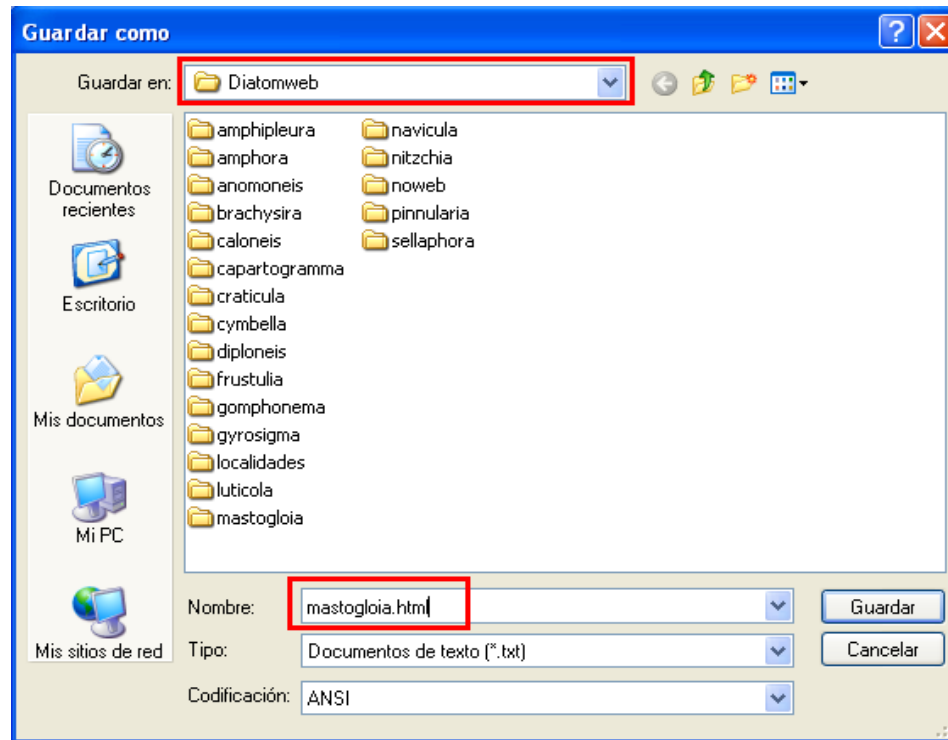 Guardar como
Guardar en: Diatomweb
Documentos
recientes
Escritorio
Mis documentos
Mi PC
Mis sitios de red
amphipleura
amphora
anomoneis
brachysira
caloneis
capartogramma
craticula
cymbella
diploneis
frustulia
gomphonema
gyrosigma
localidades
luticola
mastogloia
navicula
nitzchia
noweb
pinnularia
sellaphora
Nombre: mastogloia.html Guardar
Tipo: Documentos de texto (*.txt) Cancelar
Codificación: ANSI